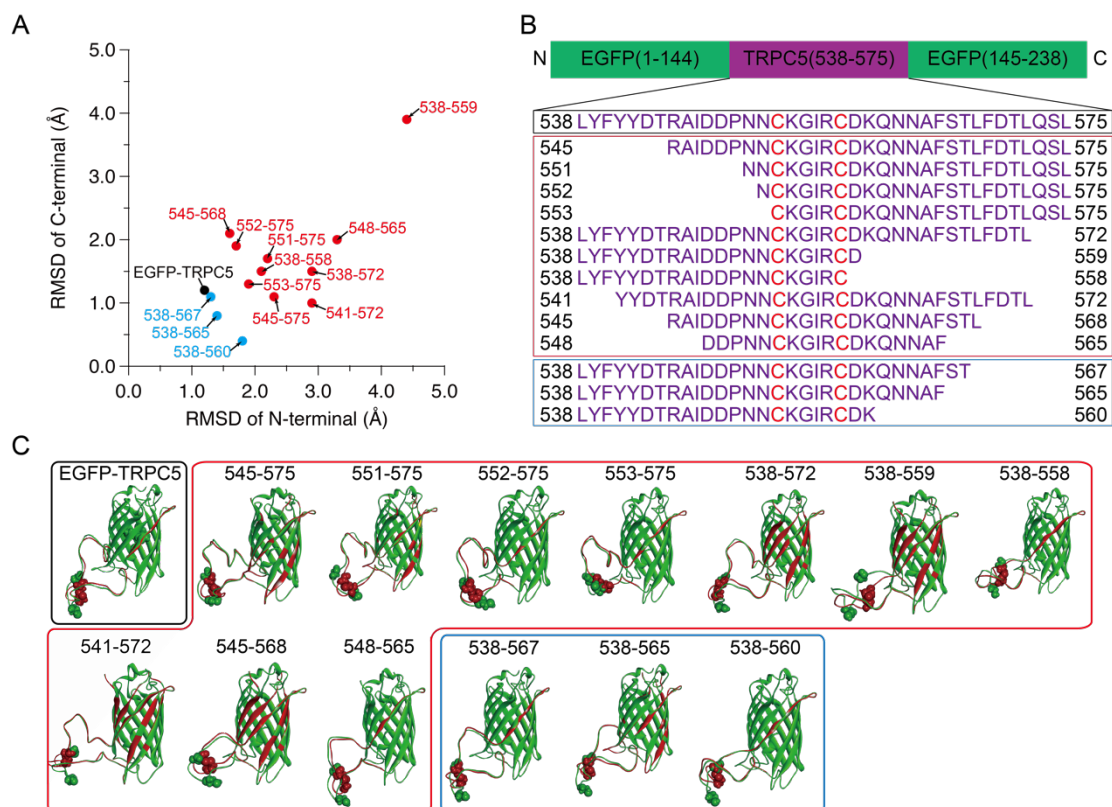 A
RMSD of C-terminal (Å)
5.0
4.0
3.0
2.0
1.0
0.0
0.0 1.0 2.0 3.0 4.0 5.0
RMSD of N-terminal (Å)
538-559
545-568
552-575
551-575
548-565
538-558
EGFP-TRPC5
538-572
553-575
538-567
545-575
541-572
538-565
538-560
B
N EGFP(1-144) TRPC5(538-575) EGFP(145-238) C
538 LYFYYDTRAIDDPNNCKGIRCDKQNNAFSTLFDTLQSL 575
545 RAIDDPNNCKGIRCDKQNNAFSTLFDTLQSL 575
551 NNCKGIRCDKQNNAFSTLFDTLQSL 575
552 NCKGIRCDKQNNAFSTLFDTLQSL 575
553 CKGIRCDKQNNAFSTLFDTLQSL 575
538 LYFYYDTRAIDDPNNCKGIRCDKQNNAFSTLFDTL 572
538 LYFYYDTRAIDDPNNCKGIRCD 559
538 LYFYYDTRAIDDPNNCKGIRC 558
541 YYDTRAIDDPNNCKGIRCDKQNNAFSTLFDTL 572
545 RAIDDPNNCKGIRCDKQNNAFSTL 568
548 DDPNNCKGIRCDKQNNAF 565
538 LYFYYDTRAIDDPNNCKGIRCDKQNNAFST 567
538 LYFYYDTRAIDDPNNCKGIRCDKQNNAF 565
538 LYFYYDTRAIDDPNNCKGIRCDK 560
C
EGFP-TRPC5 545-575 551-575 552-575 553-575 538-572 538-559 538-558
541-572 545-568 548-565 538-567 538-565 538-560